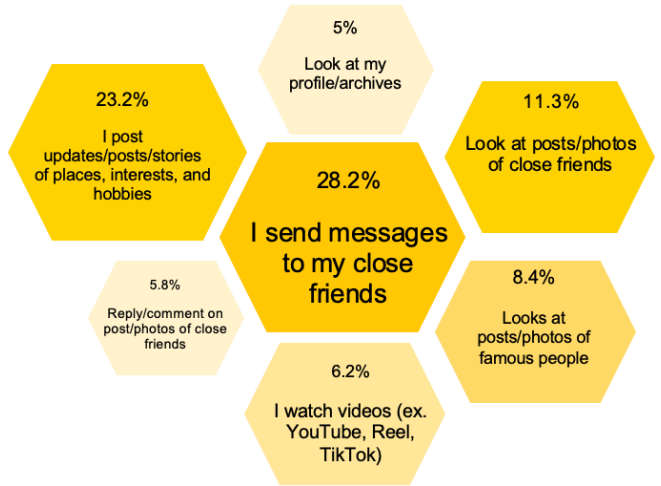 5%
Look at my
profile/archives
23.2%
I post
updates/posts/stories
of places, interests, and
hobbies
11.3%
Look at posts/photos
of close friends
28.2%
I send messages
to my close
friends
5.8%
Reply/comment on
post/photos of close
friends
8.4%
Looks at
posts/photos of
famous people
6.2%
I watch videos (ex.
YouTube, Reel,
TikTok)